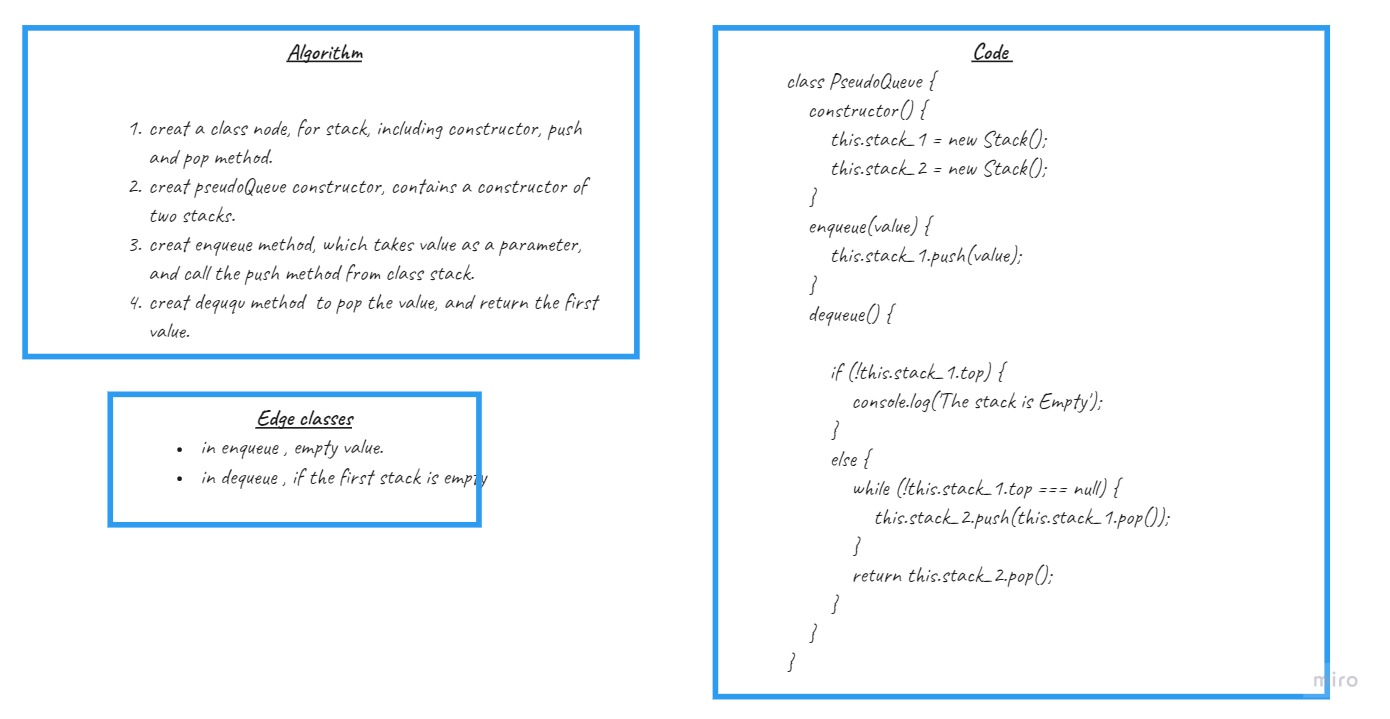 Algorithm
1. creat a class node, for stack, including constructor, push
and pop method.
2. creat pseudoQueue constructor, contains a constructor of
two stacks.
3. creat enqueue method, which takes value as a parameter,
and call the push method from class stack.
4. creat deququ method to pop the value, and return the first
value.
Edge classes
• in enqueue , empty value.
• in dequeue , if the first stack is empty
Code
class PseudoQueue {
constructor() {
this.stack_1 = new Stack();
this.stack_2 = new Stack();
}
enqueue(value) {
this.stack_1.push(value);
}
dequeue() {
if (!this.stack_1.top) {
console.log('The stack is Empty');
}
else {
while (!this.stack_1.top === null) {
this.stack_2.push(this.stack_1.pop());
}
return this.stack_2.pop();
}
}
}
miro